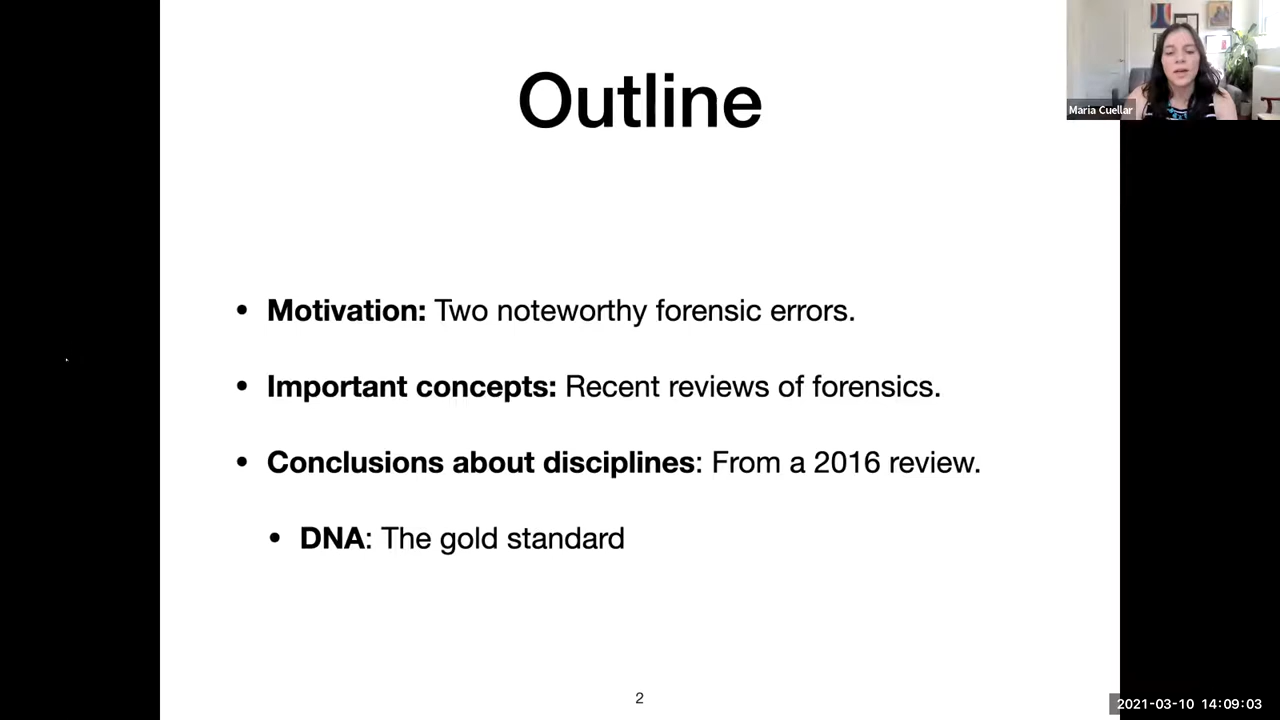 Outline
Maria Cuellar
• Motivation: Two noteworthy forensic errors.
• Important concepts: Recent reviews of forensics.
• Conclusions about disciplines: From a 2016 review.
• DNA: The gold standard
2
2021-03-10 14:09:03